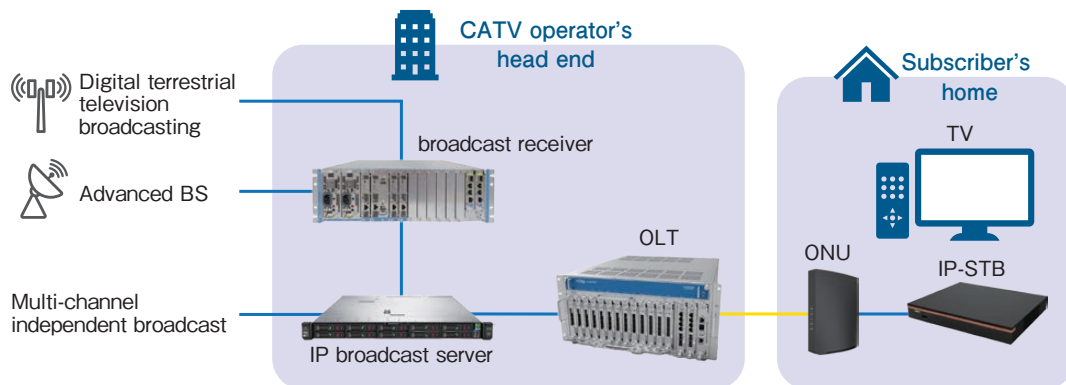 CATV operator's
head end
Subscriber's
home
Digital terrestrial
television
broadcasting
broadcast receiver
TV
Advanced BS
OLT
ONU
IP-STB
Multi-channel
independent broadcast
IP broadcast server